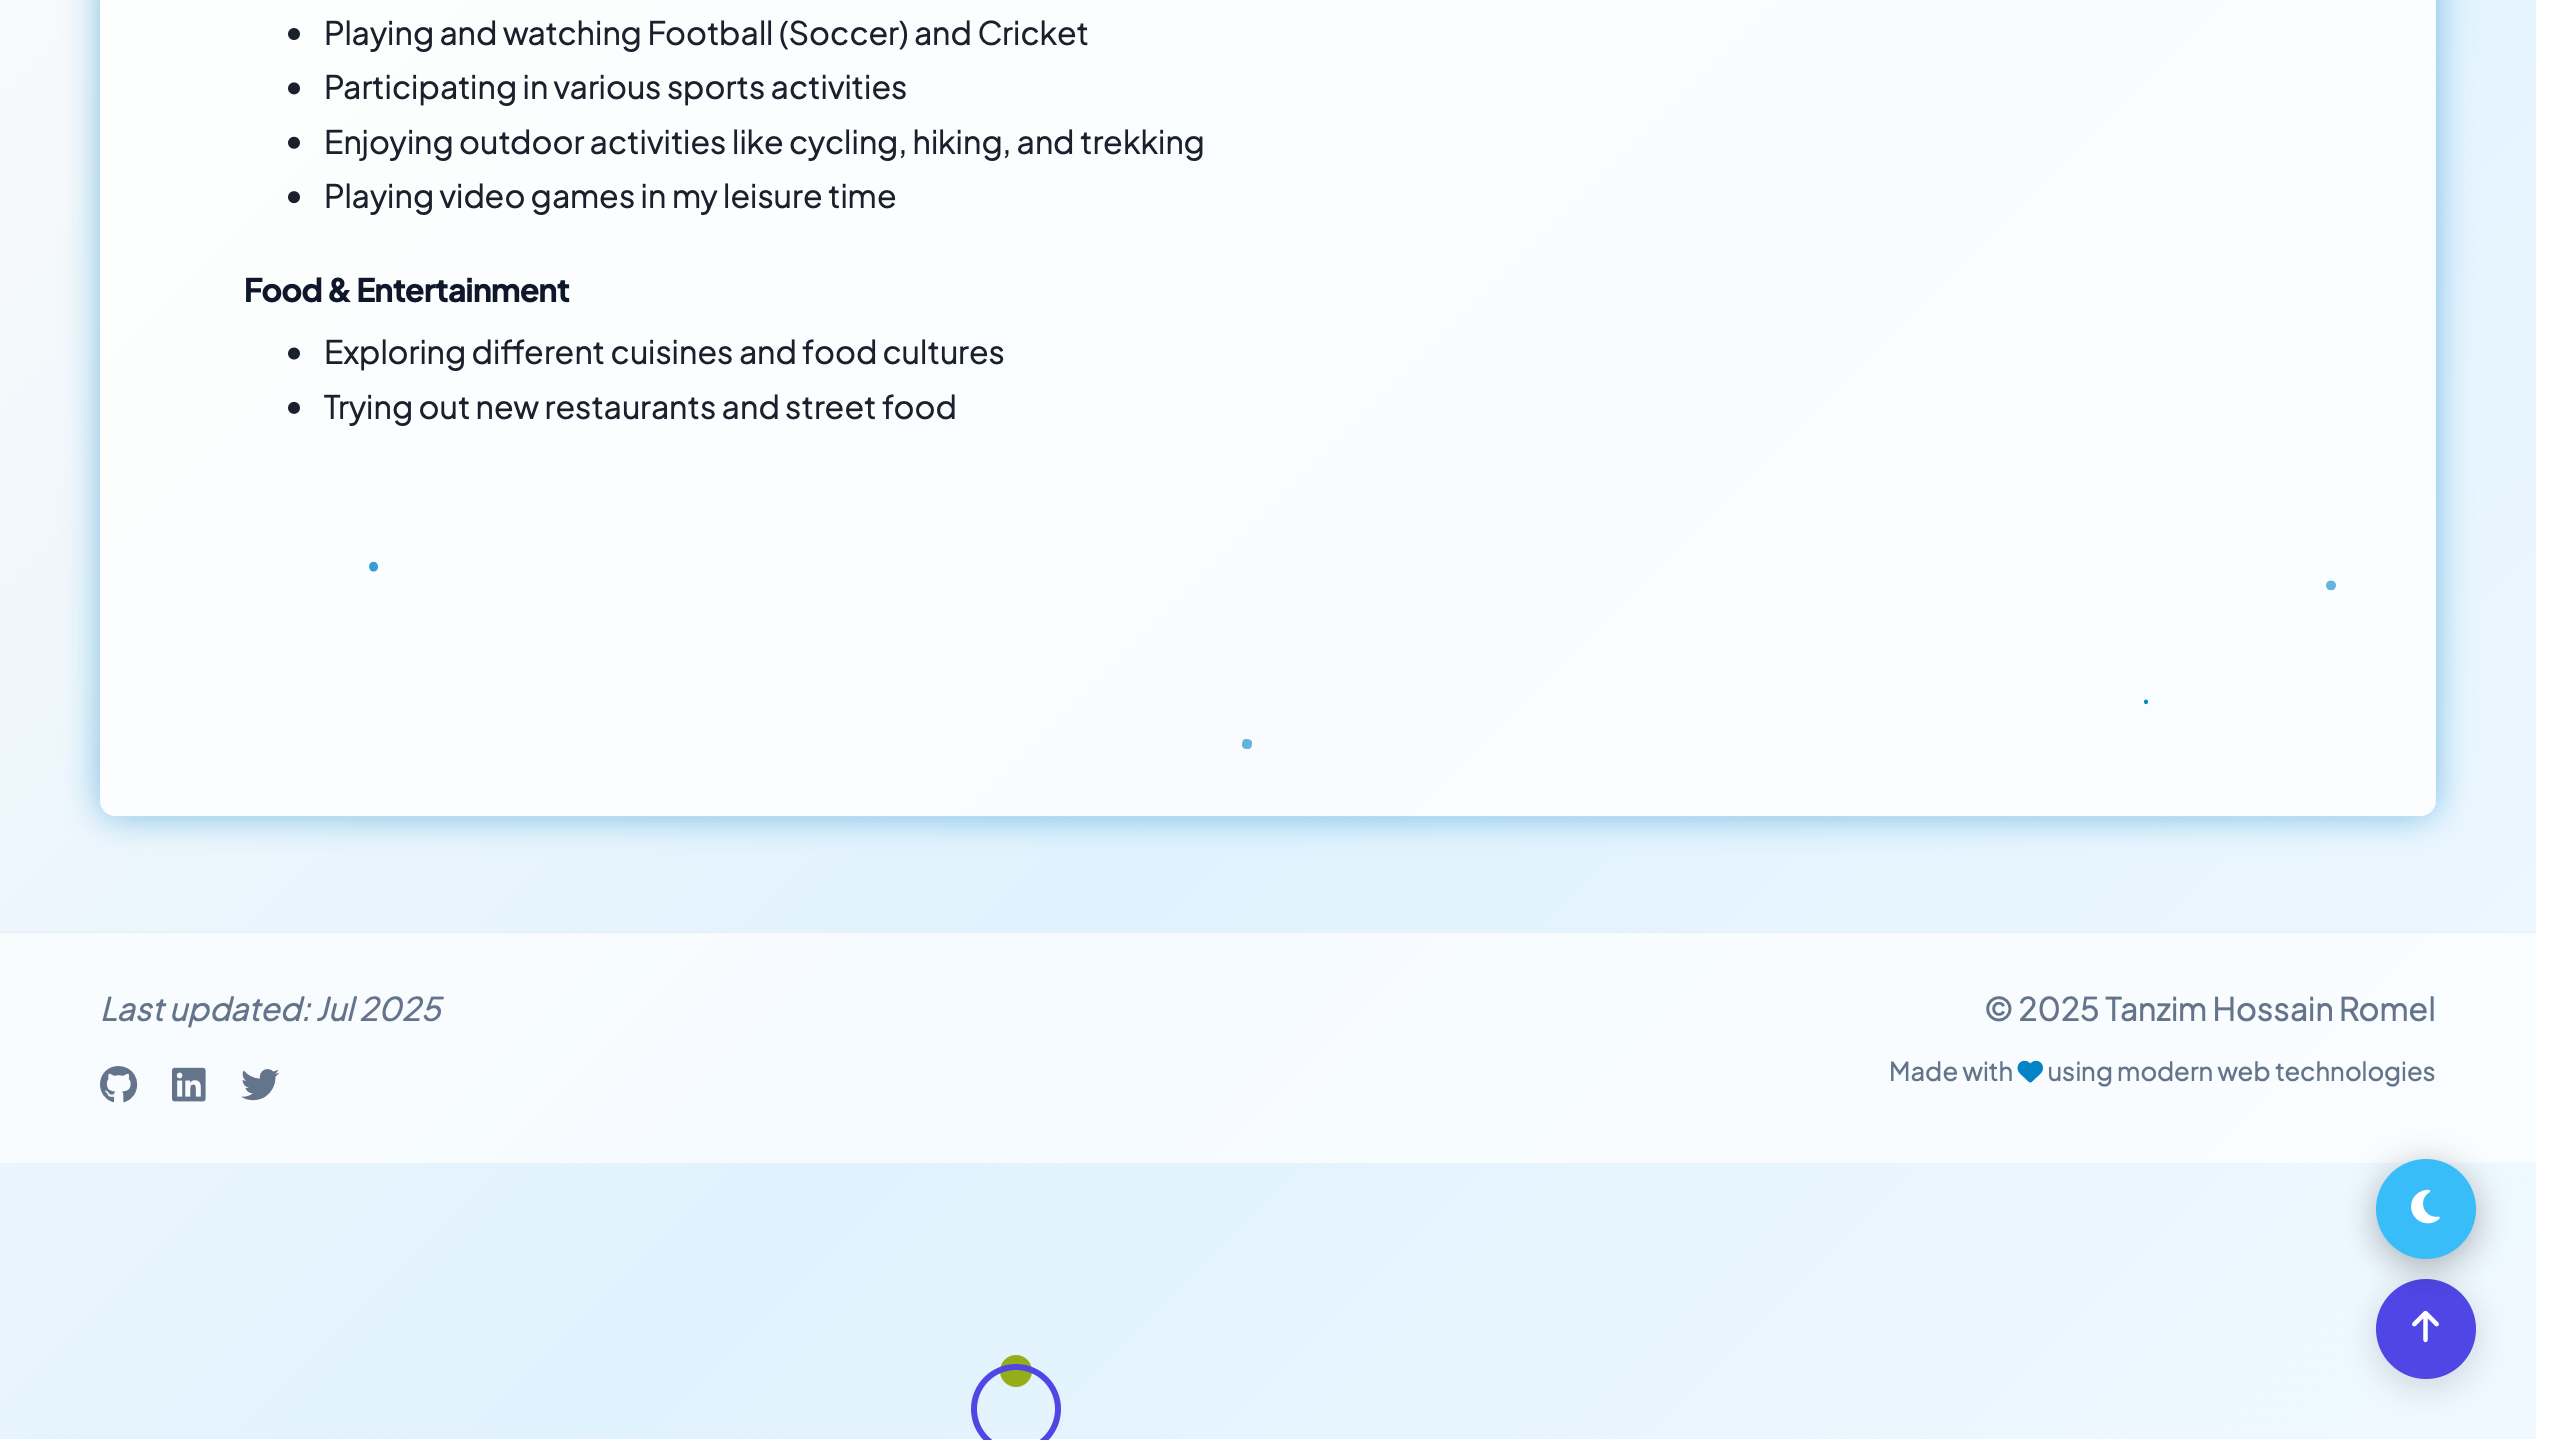 Playing and watching Football (Soccer) and Cricket
Participating in various sports activities
Enjoying outdoor activities like cycling, hiking, and trekking
Playing video games in my leisure time
Food & Entertainment
Exploring different cuisines and food cultures
Trying out new restaurants and street food
Last updated: Jul 2025
© 2025 Tanzim Hossain Romel
Made with 💙 using modern web technologies